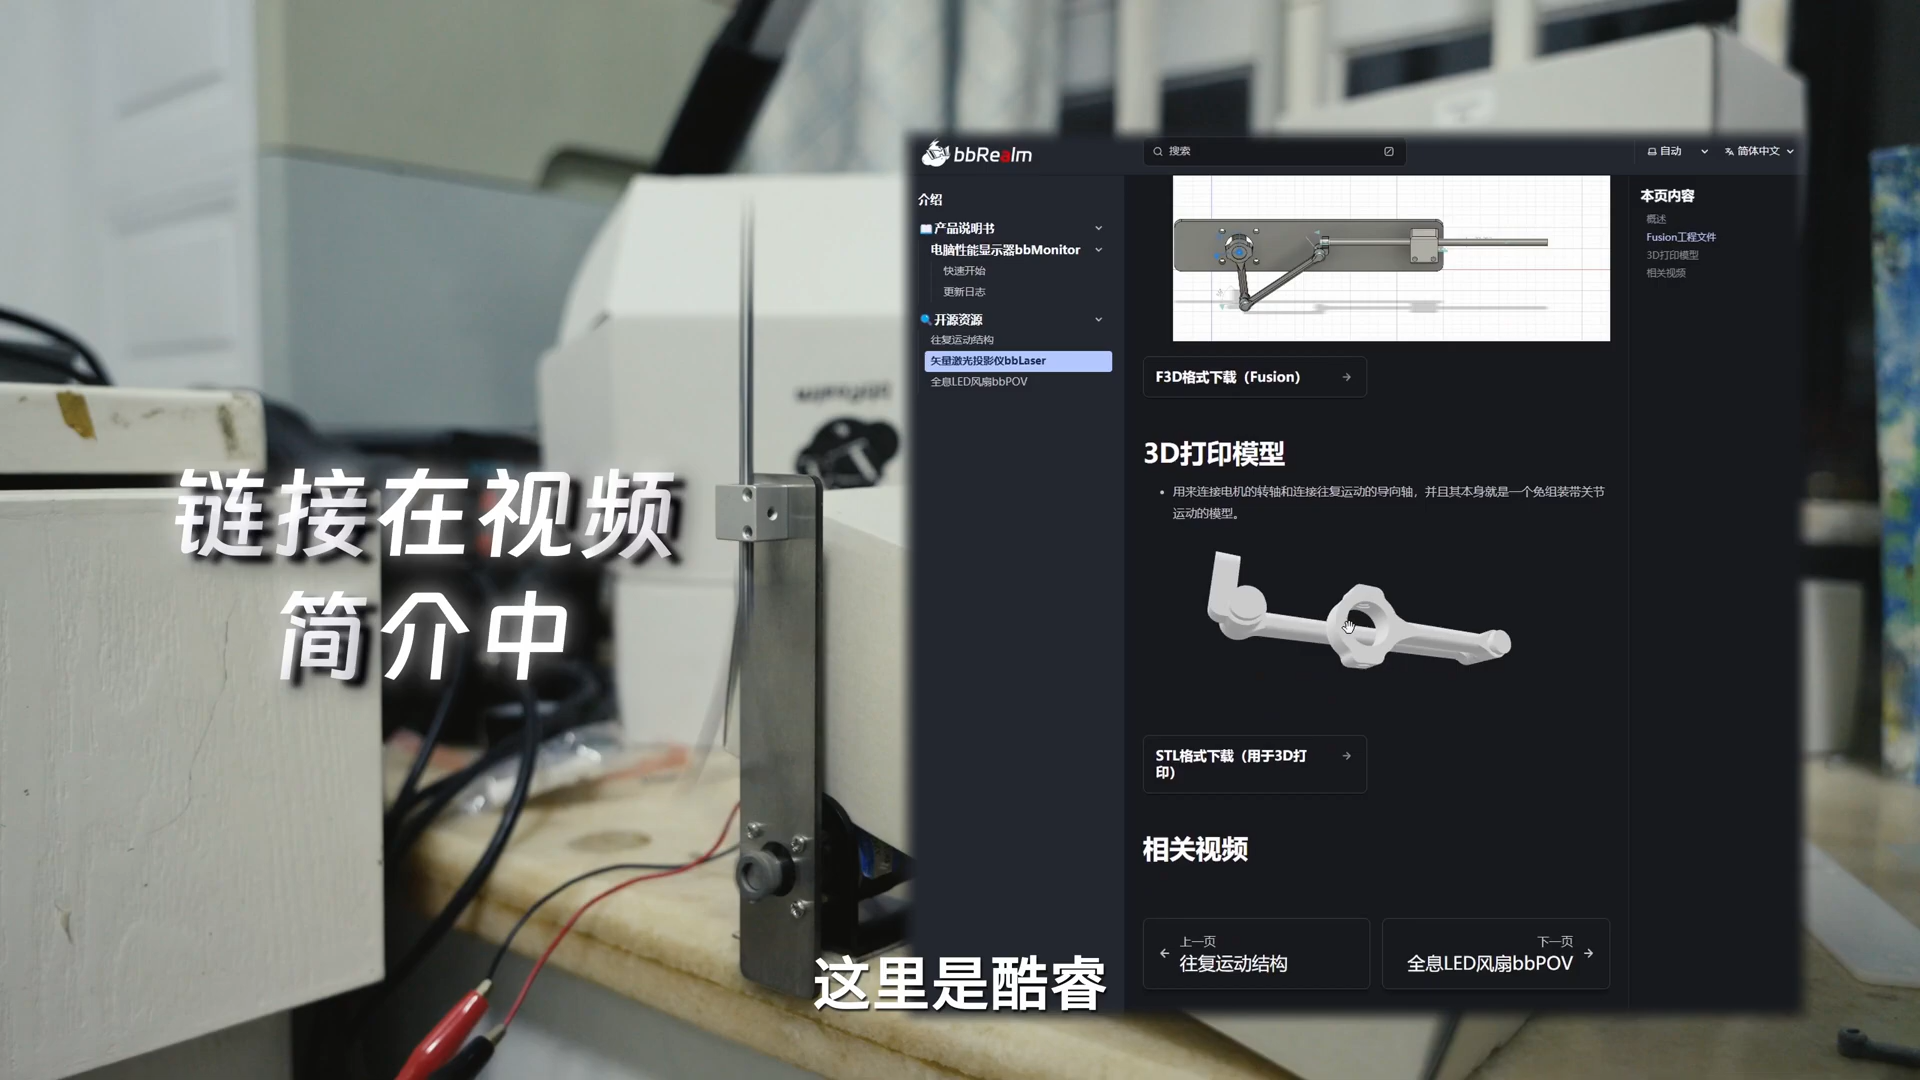 链接在视频
简介中
bbRealm
搜索
自动
简体中文
介绍
产品说明书
电脑性能显示器bbMonitor
快速开始
更新日志
开源资源
往复运动结构
矢量激光投影仪bbLaser
全息LED风扇bbPOV
F3D格式下载（Fusion）
3D打印模型
用来连接电机的转轴和连接往复运动的导向轴，并且其本身就是一个免组装带关节
运动的模型。
STL格式下载（用于3D打
印）
相关视频
上一页
往复运动结构
下一页
全息LED风扇bbPOV
本页内容
概述
Fusion工程文件
3D打印模型
相关视频
这里是酷睿